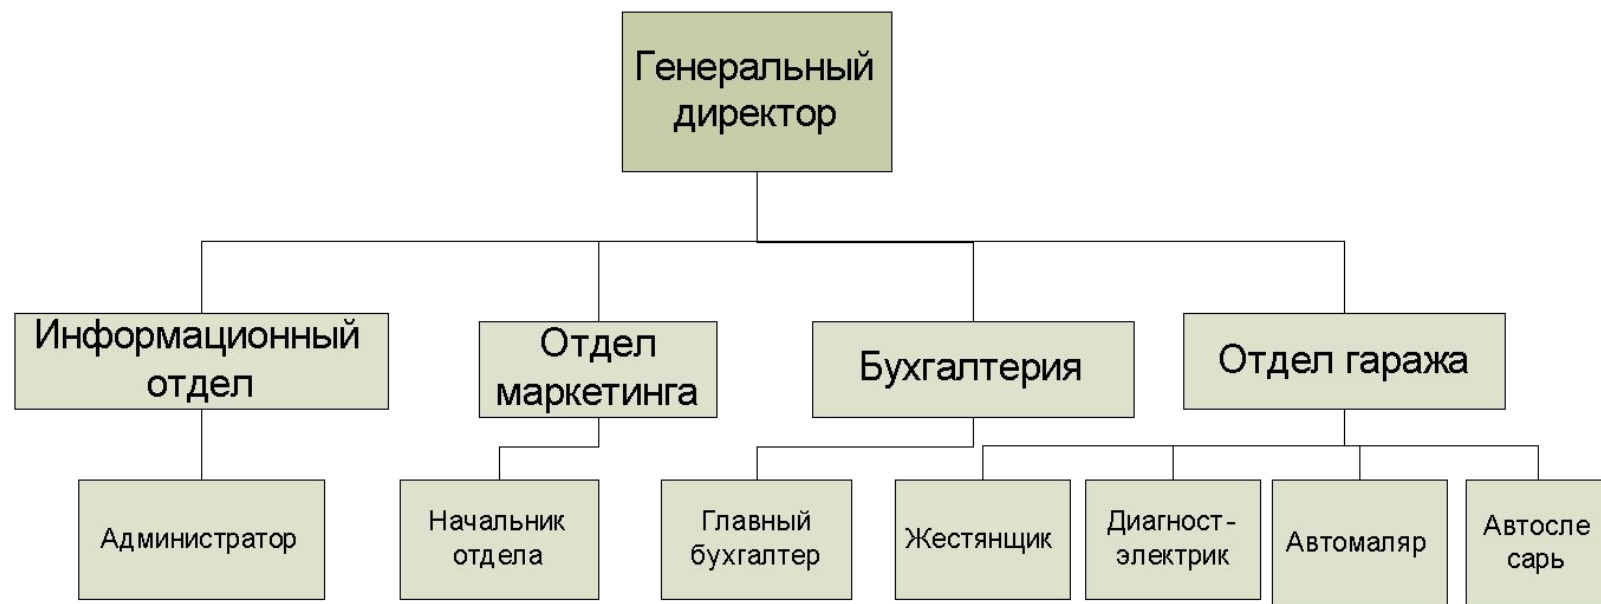 Генеральный
директор
Информационный
отдел
Отдел
маркетинга
Бухгалтерия
Отдел гаража
Администратор
Начальник
отдела
Главный
бухгалтер
Жестянщик
Диагност-
электрик
Автомаляр
Автосле
сарь